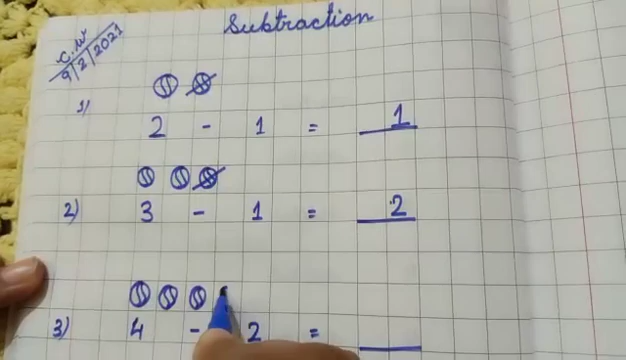 Subtraction
C.W
9/2/2021
1)
2 - 1 = 1
2)
3 - 1 = 2
3)
4 - 2 =